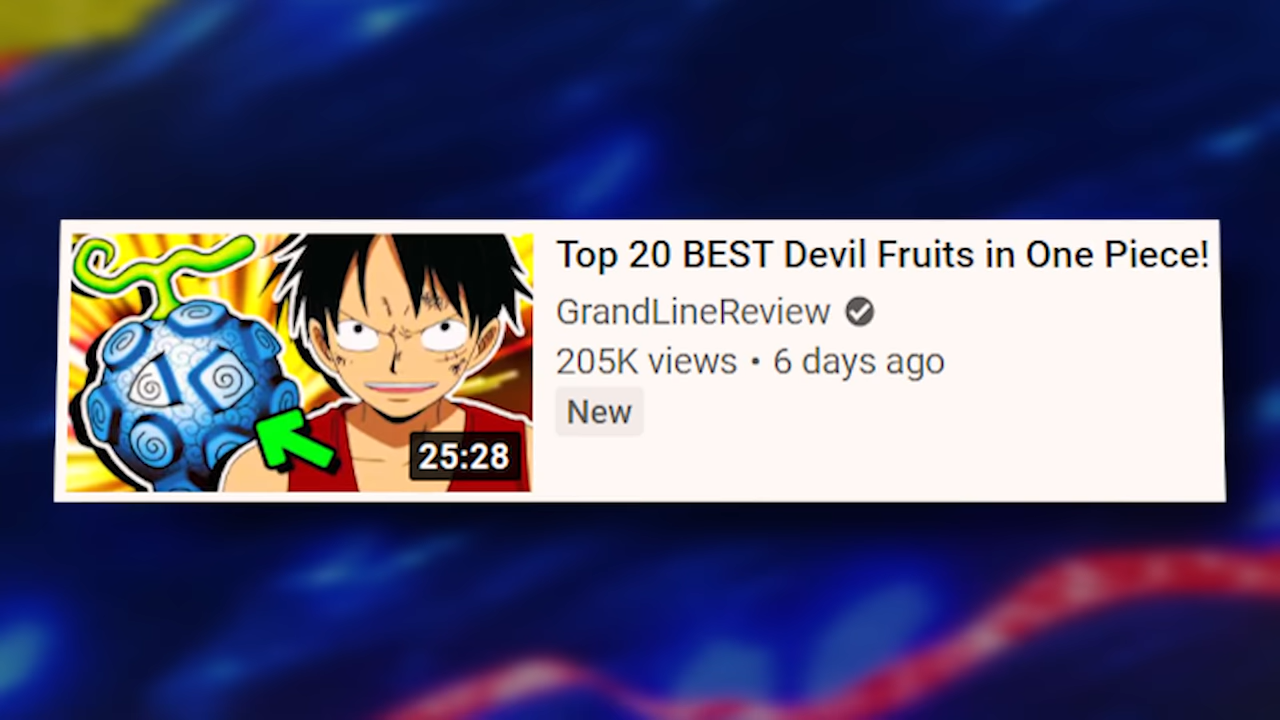 Top 20 BEST Devil Fruits in One Piece!
GrandLineReview
205K views • 6 days ago
New
25:28